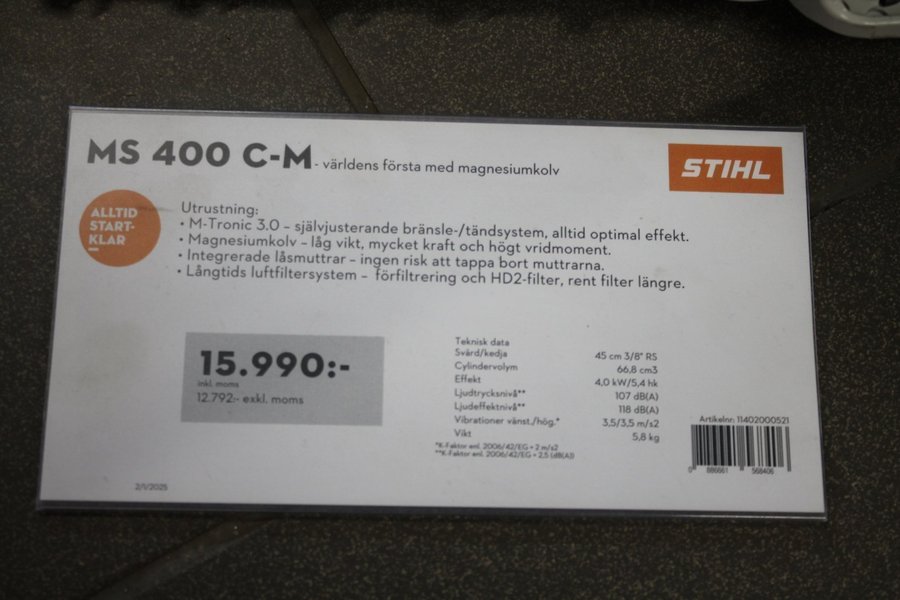 MS 400 C-M - världens första med magnesiumkolv
STIHL
ALLTID
START-
KLAR
Utrustning:
• M-Tronic 3.0 – självjusterande bränsle-/tändsystem, alltid optimal effekt.
• Magnesiumkolv – låg vikt, mycket kraft och högt vridmoment.
• Integrerade låsmuttrar – ingen risk att tappa bort muttrarna.
• Långtids luftfiltersystem – förfiltrering och HD2-filter, rent filter längre.
15.990:-
inkl. moms
12.792:- exkl. moms
Teknisk data
Svärd/kedja 45 cm 3/8" RS
Cylindervolym 66,8 cm3
Effekt 4,0 kW/5,4 hk
Ljudtrycksnivå** 107 dB(A)
Ljudeffektnivå** 118 dB(A)
Vibrationer vänst./hög.* 3,5/3,5 m/s2
Vikt 5,8 kg
*K-Faktor enl. 2006/42/EG = 2 m/s2
**K-Faktor enl. 2006/42/EG = 2,5 (dB(A))
Artikelnr: 11402000521
0 886661 568406
2/1/2025